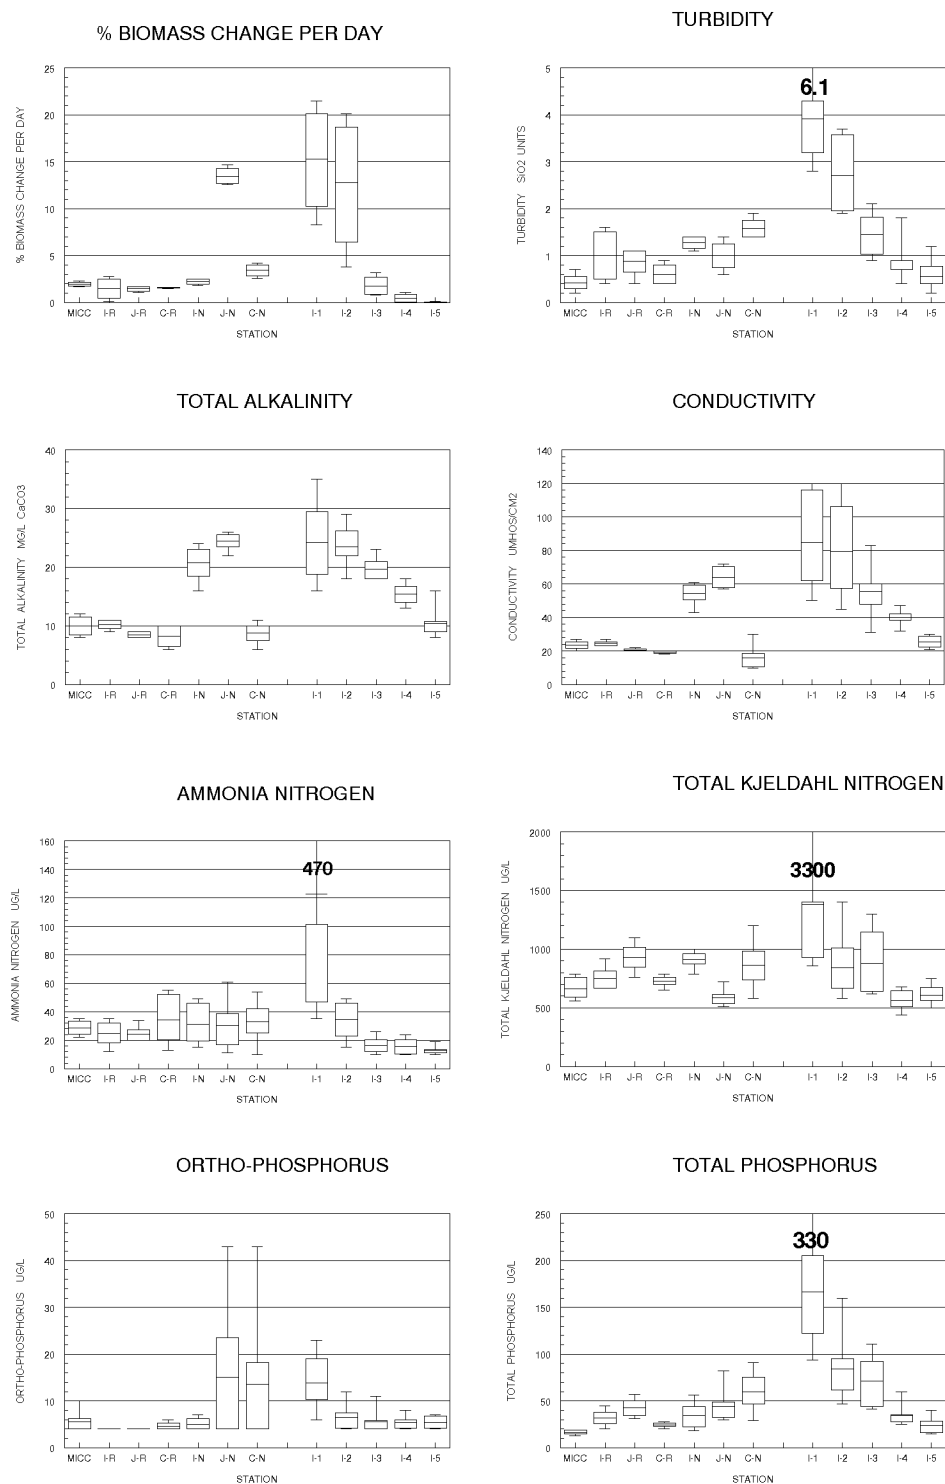 % BIOMASS CHANGE PER DAY
% BIOMASS CHANGE PER DAY
25
20
15
10
5
0
MICC I-R J-R C-R I-N J-N C-N I-1 I-2 I-3 I-4 I-5
STATION
TURBIDITY
TURBIDITY SiO2 UNITS
5
4
3
2
1
0
6.1
MICC I-R J-R C-R I-N J-N C-N I-1 I-2 I-3 I-4 I-5
STATION
TOTAL ALKALINITY
TOTAL ALKALINITY MG/L CaCO3
40
30
20
10
0
MICC I-R J-R C-R I-N J-N C-N I-1 I-2 I-3 I-4 I-5
STATION
CONDUCTIVITY
CONDUCTIVITY UMHOS/CM2
140
120
100
80
60
40
20
0
MICC I-R J-R C-R I-N J-N C-N I-1 I-2 I-3 I-4 I-5
STATION
AMMONIA NITROGEN
AMMONIA NITROGEN UG/L
160
140
120
100
80
60
40
20
0
470
MICC I-R J-R C-R I-N J-N C-N I-1 I-2 I-3 I-4 I-5
STATION
TOTAL KJELDAHL NITROGEN
TOTAL KJELDAHL NITROGEN UG/L
2000
1500
1000
500
0
3300
MICC I-R J-R C-R I-N J-N C-N I-1 I-2 I-3 I-4 I-5
STATION
ORTHO-PHOSPHORUS
ORTHO-PHOSPHORUS UG/L
50
40
30
20
10
0
MICC I-R J-R C-R I-N J-N C-N I-1 I-2 I-3 I-4 I-5
STATION
TOTAL PHOSPHORUS
TOTAL PHOSPHORUS UG/L
250
200
150
100
50
0
330
MICC I-R J-R C-R I-N J-N C-N I-1 I-2 I-3 I-4 I-5
STATION